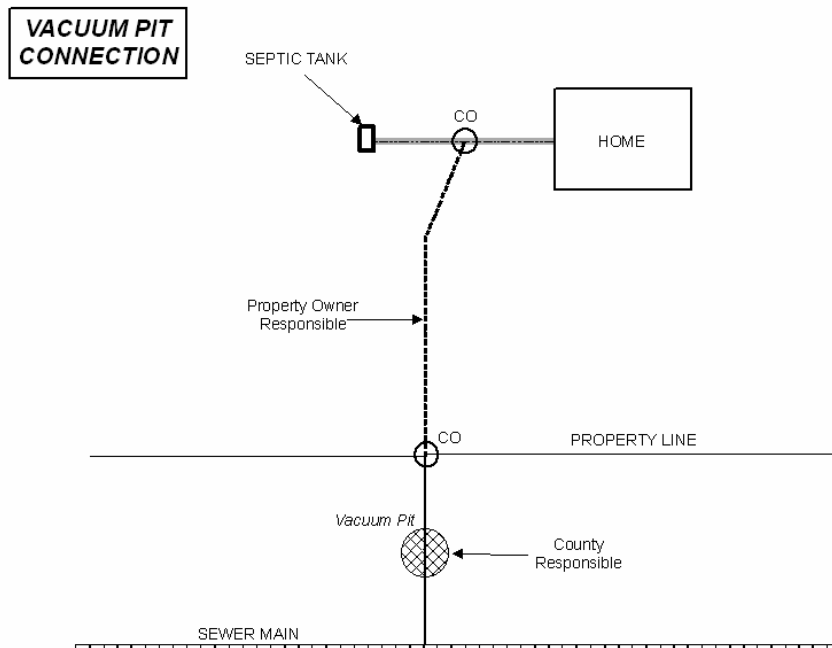 VACUUM PIT
CONNECTION
SEPTIC TANK
CO
HOME
Property Owner
Responsible
CO
PROPERTY LINE
Vacuum Pit
County
Responsible
SEWER MAIN